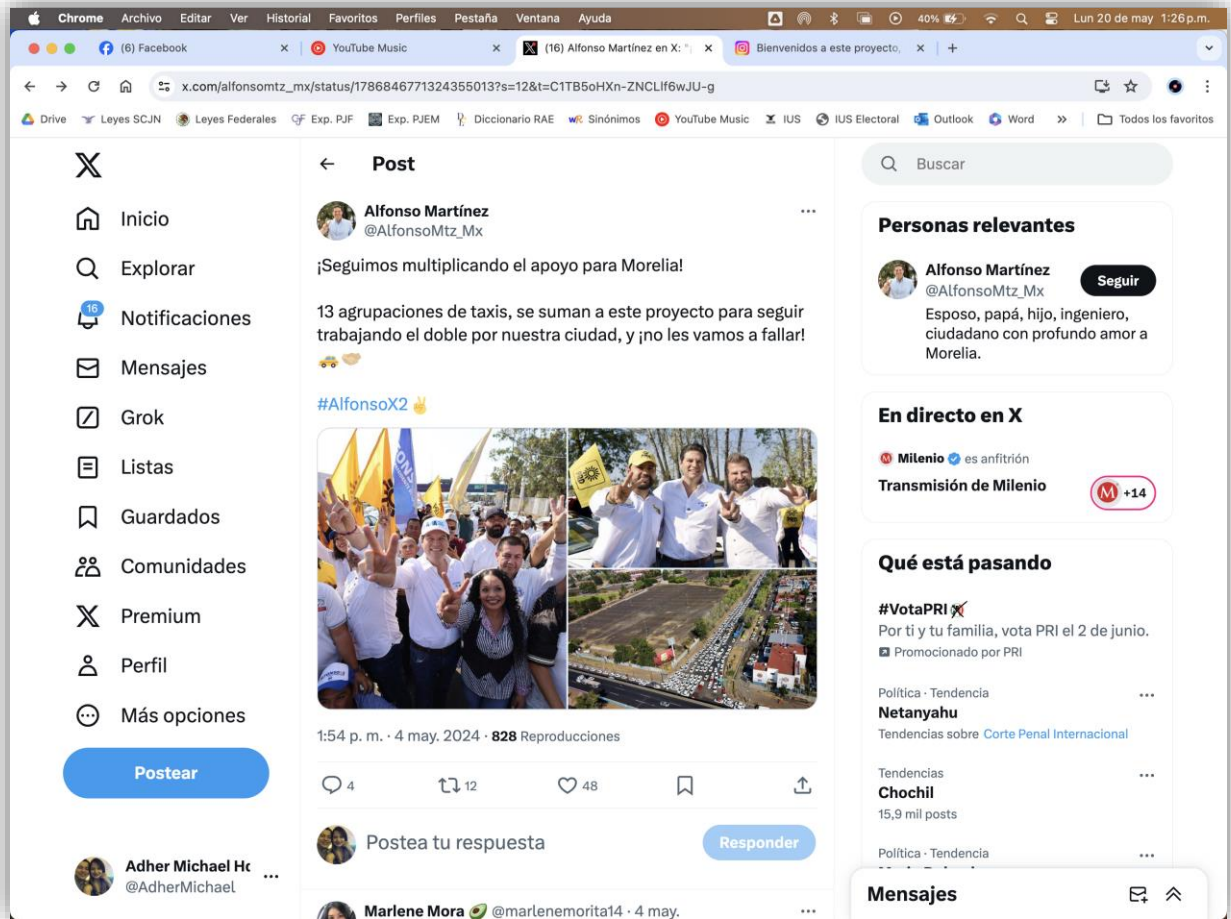 Chrome Archivo Editar Ver Historial Favoritos Perfiles Pestaña Ventana Ayuda 40% Lun 20 de may 1:26 p.m.
(6) Facebook
YouTube Music
(16) Alfonso Martínez en X: "
Bienvenidos a este proyecto,
x.com/alfonsomtz_mx/status/1786846771324355013?s=12&t=C1TB5oHXn-ZNCLlf6wJU-g
Drive Leyes SCJN Leyes Federales Exp. PJF Exp. PJEM Diccionario RAE Sinónimos YouTube Music IUS IUS Electoral Outlook Word Todos los favoritos
Inicio
Explorar
16
Notificaciones
Mensajes
Grok
Listas
Guardados
Comunidades
Premium
Perfil
Más opciones
Postear
Adher Michael Hc
@AdherMichael
Post
Alfonso Martínez
@AlfonsoMtz_Mx
¡Seguimos multiplicando el apoyo para Morelia!
13 agrupaciones de taxis, se suman a este proyecto para seguir
trabajando el doble por nuestra ciudad, y ¡no les vamos a fallar!
🚕🤝🏼
#AlfonsoX2✌🏼
1:54 p. m. · 4 may. 2024 · 828 Reproducciones
4 12 48
Postea tu respuesta
Responder
Marlene Mora 🥑 @marlenemorita14 · 4 may.
Buscar
Personas relevantes
Alfonso Martínez
@AlfonsoMtz_Mx
Seguir
Esposo, papá, hijo, ingeniero,
ciudadano con profundo amor a
Morelia.
En directo en X
Milenio es anfitrión
Transmisión de Milenio
M +14
Qué está pasando
#VotaPRI
Por ti y tu familia, vota PRI el 2 de junio.
Promocionado por PRI
Política · Tendencia
Netanyahu
Tendencias sobre Corte Penal Internacional
Tendencias
Chochil
15,9 mil posts
Política · Tendencia
Mensajes